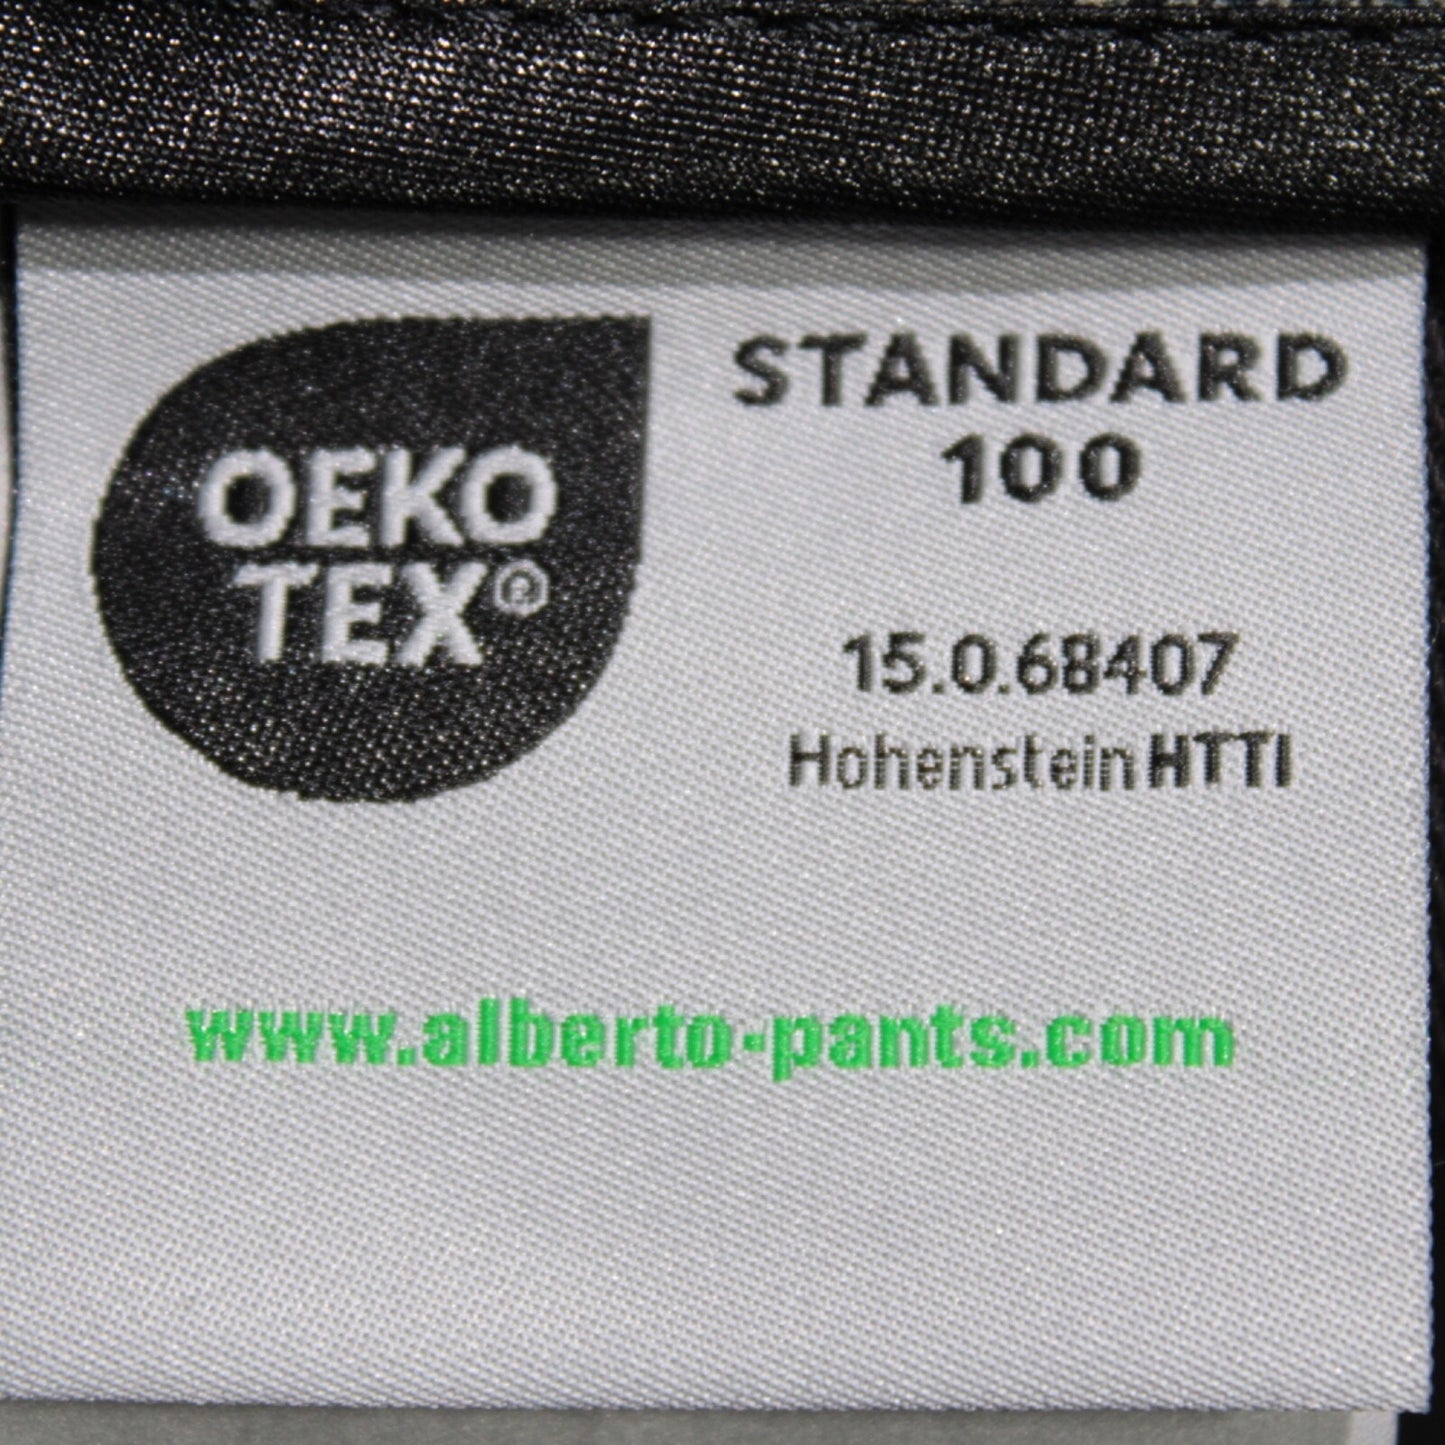 OEKO
TEX®
STANDARD
100
15.0.68407
Hohenstein HTTI
www.alberto-pants.com